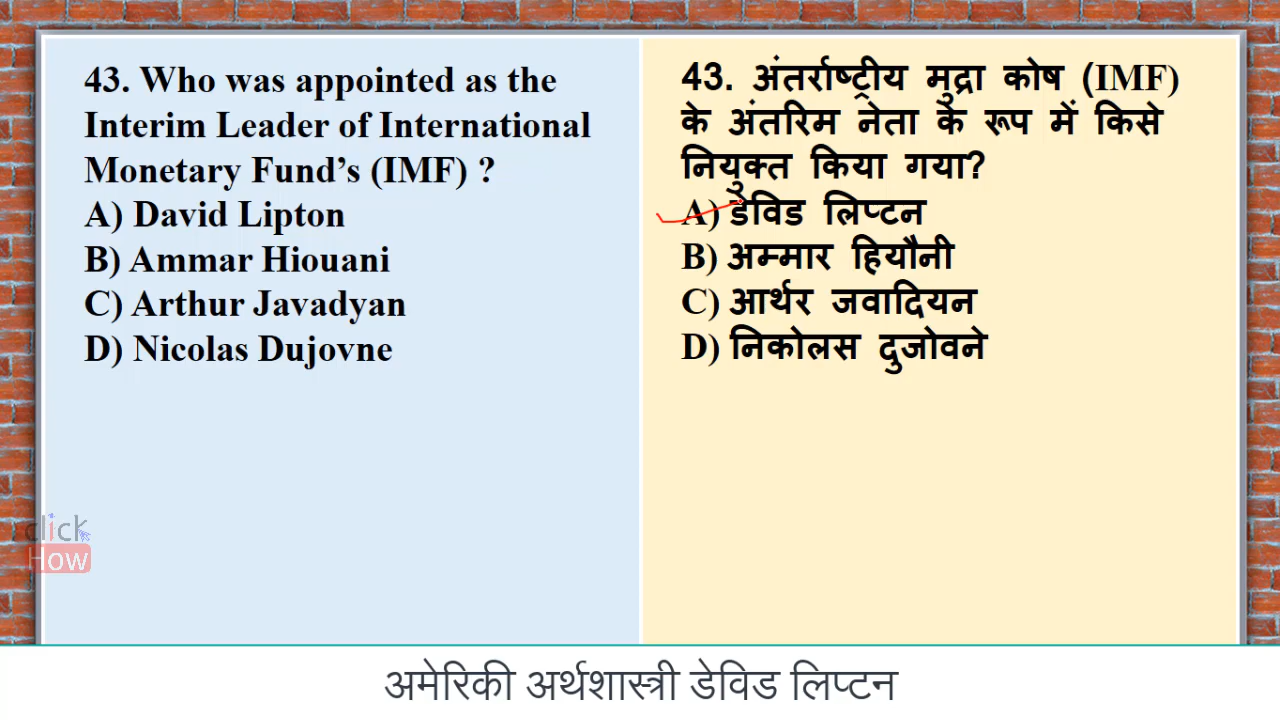 43. Who was appointed as the
Interim Leader of International
Monetary Fund’s (IMF) ?
A) David Lipton
B) Ammar Hiouani
C) Arthur Javadyan
D) Nicolas Dujovne
43. अंतर्राष्ट्रीय मुद्रा कोष (IMF)
के अंतरिम नेता के रूप में किसे
नियुक्त किया गया?
A) डेविड लिप्टन
B) अम्मार हियौनी
C) आर्थर जवादियन
D) निकोलस दुजोवने
click
How
अमेरिकी अर्थशास्त्री डेविड लिप्टन